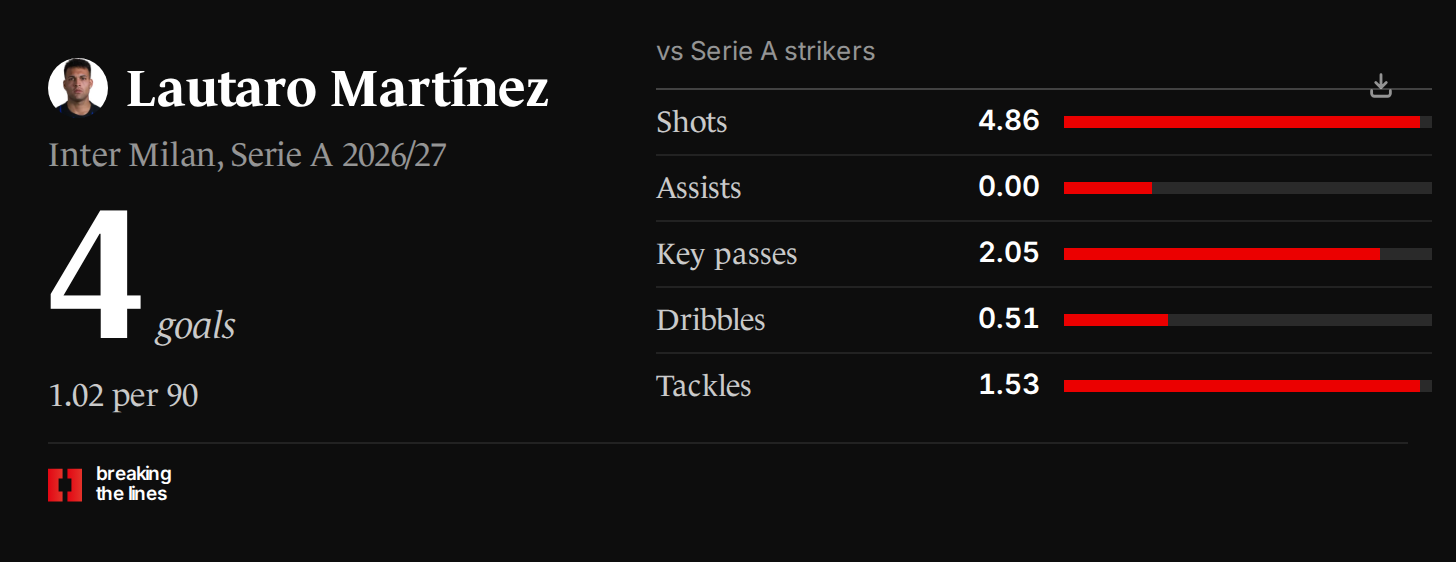 Lautaro Martínez
Inter Milan, Serie A 2026/27
4 goals
1.02 per 90
vs Serie A strikers
Shots 4.86
Assists 0.00
Key passes 2.05
Dribbles 0.51
Tackles 1.53
breaking
the lines